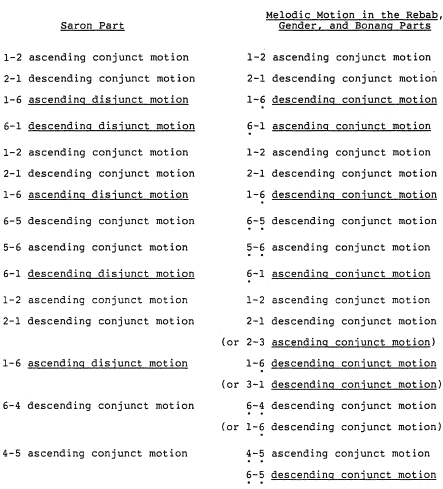 Melodic Motion in the Rebab,
Saron Part Gender, and Bonang Parts
1-2 ascending conjunct motion 1-2 ascending conjunct motion
2-1 descending conjunct motion 2-1 descending conjunct motion
1-6 ascending disjunct motion 1-6̣ descending conjunct motion
6-1 descending disjunct motion 6̣-1 ascending conjunct motion
1-2 ascending conjunct motion 1-2 ascending conjunct motion
2-1 descending conjunct motion 2-1 descending conjunct motion
1-6 ascending disjunct motion 1-6̣ descending conjunct motion
6-5 descending conjunct motion 6̣-5̣ descending conjunct motion
5-6 ascending conjunct motion 5̣-6̣ ascending conjunct motion
6-1 descending disjunct motion 6̣-1 ascending conjunct motion
1-2 ascending conjunct motion 1-2 ascending conjunct motion
2-1 descending conjunct motion 2-1 descending conjunct motion
(or 2-3 ascending conjunct motion)
1-6 ascending disjunct motion 1-6̣ descending conjunct motion
(or 3-1 descending conjunct motion)
6-4 descending conjunct motion 6̣-4̣ descending conjunct motion
(or 1-6̣ descending conjunct motion)
4-5 ascending conjunct motion 4̣-5̣ ascending conjunct motion
6̣-5̣ descending conjunct motion